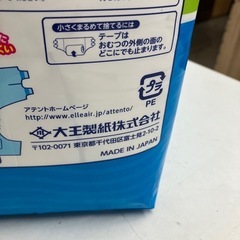 小さくまるめて捨てるには
テープは
おむつの外側の面の
どこにでも止まります。
プラ
PE
アテントホームページ
http://www.elleair.jp/attento/
大王製紙株式会社
〒102-0071 東京都千代田区富士見2-10-2
MADE IN JAPAN